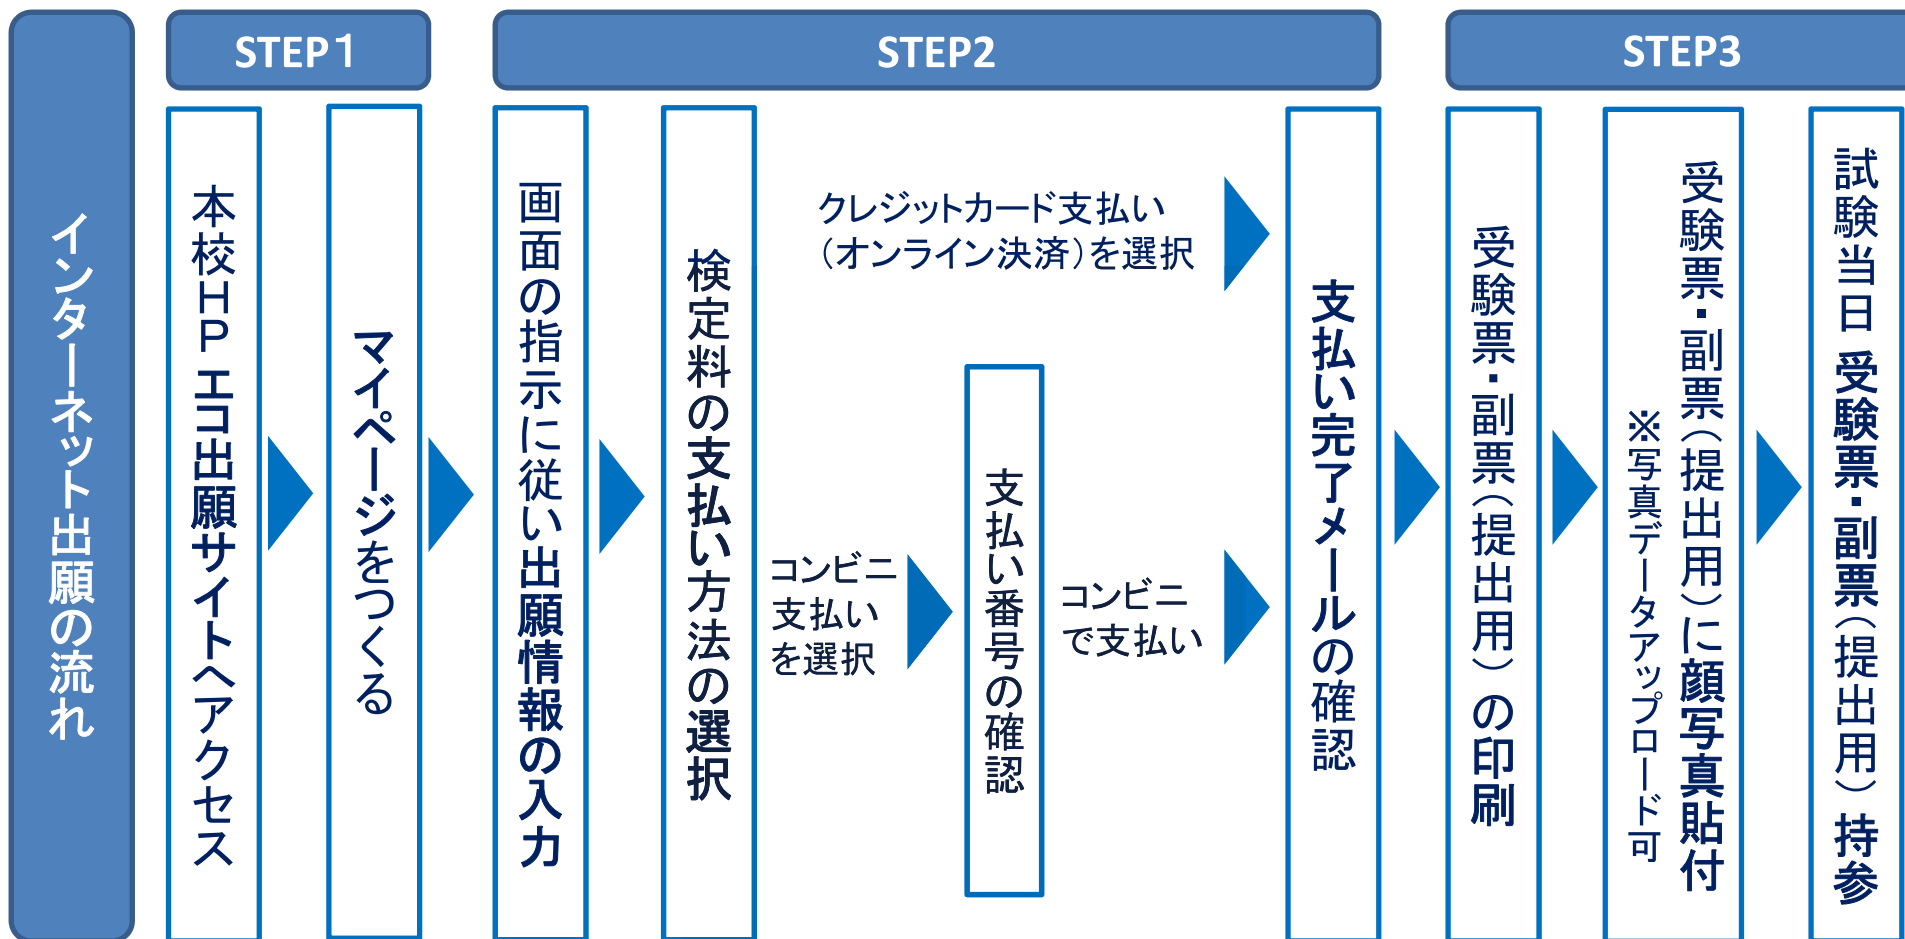 インターネット出願の流れ
STEP1
本校HP エコ出願サイトへアクセス
マイページをつくる
STEP2
画面の指示に従い出願情報の入力
検定料の支払い方法の選択
クレジットカード支払い
（オンライン決済）を選択
コンビニ
支払い
を選択
支払い番号の確認
コンビニ
で支払い
支払い完了メールの確認
STEP3
受験票・副票（提出用）の印刷
受験票・副票（提出用）に顔写真貼付
※写真データアップロード可
試験当日 受験票・副票（提出用）持参